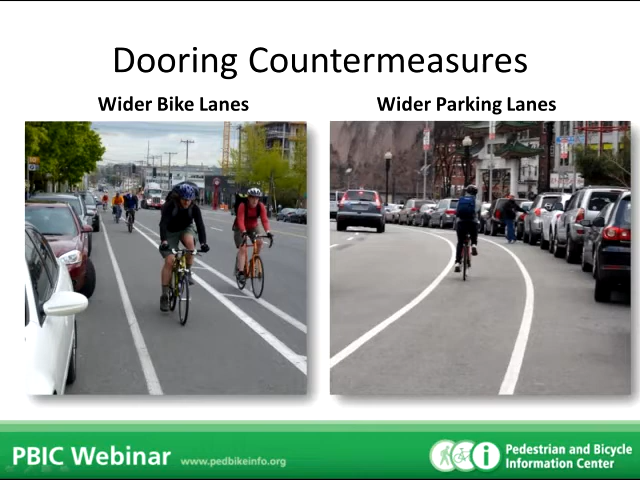 Dooring Countermeasures
Wider Bike Lanes
Wider Parking Lanes
PBIC Webinar
www.pedbikeinfo.org
Pedestrian and Bicycle
Information Center